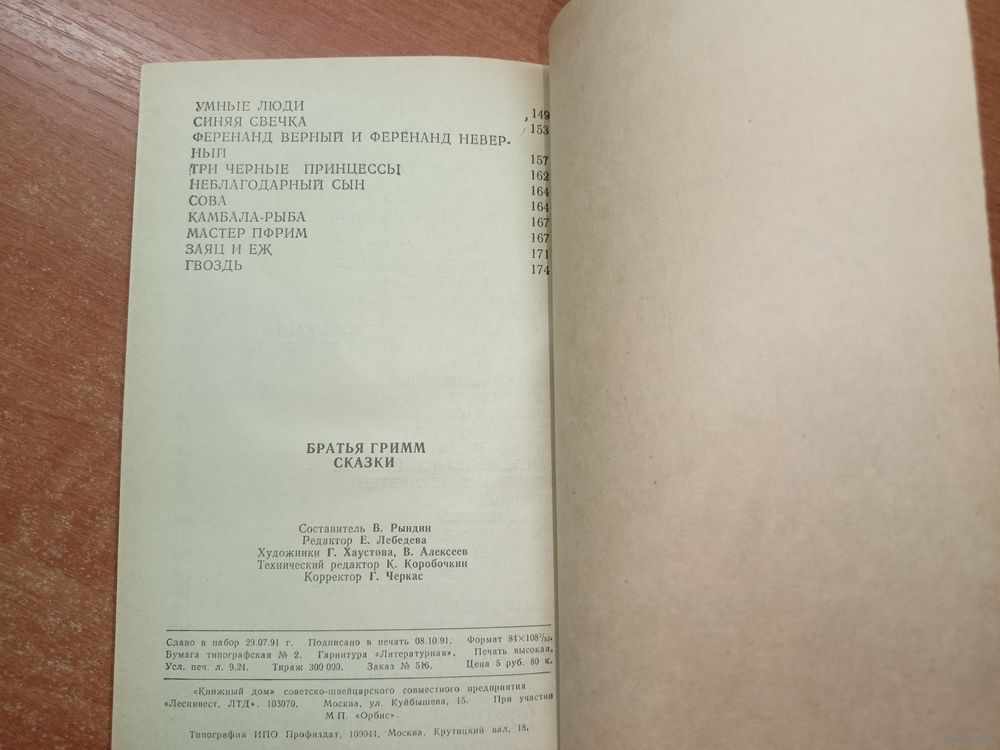 УМНЫЕ ЛЮДИ 149
СИНЯЯ СВЕЧКА 153
ФЕРЕНАНД ВЕРНЫЙ И ФЕРЕНАНД НЕВЕР-
НЫЙ 157
ТРИ ЧЕРНЫЕ ПРИНЦЕССЫ 162
НЕБЛАГОДАРНЫЙ СЫН 164
СОВА 164
КАМБАЛА-РЫБА 167
МАСТЕР ПФРИМ 167
ЗАЯЦ И ЕЖ 171
ГВОЗДЬ 174
БРАТЬЯ ГРИММ
СКАЗКИ
Составитель В. Рындин
Редактор Е. Лебедева
Художники Г. Хаустова, В. Алексеев
Технический редактор К. Коробочкин
Корректор Г. Черкас
Сдано в набор 29.07.91 г. Подписано в печать 08.10.91. Формат 84×108¹/₃₂.
Бумага типографская № 2. Гарнитура «Литературная». Печать высокая.
Усл. печ. л. 9,24. Тираж 300 000. Заказ № 516. Цена 5 руб. 80 к.
«Книжный дом» советско-швейцарского совместного предприятия
«Лесинвест, ЛТД». 103070, Москва, ул. Куйбышева, 15. При участии
МП. «Орбис».
Типография ИПО Профиздат, 109044, Москва, Крутицкий вал, 18.